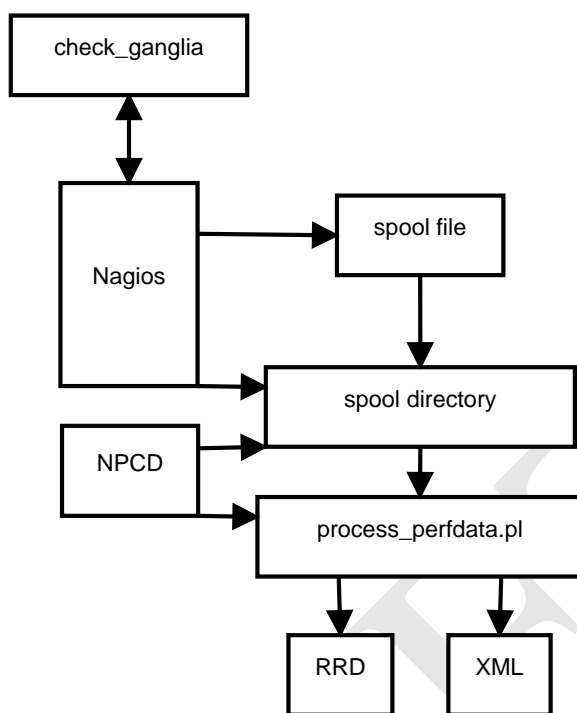 check_ganglia
spool file
Nagios
spool directory
NPCD
process_perfdata.pl
RRD
XML